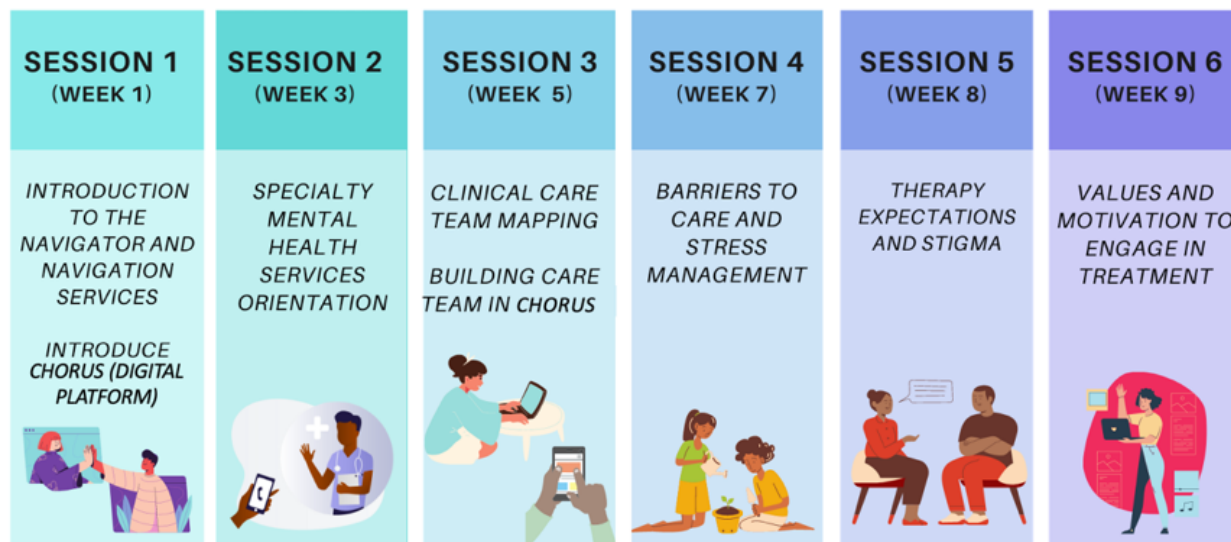 SESSION 1
(WEEK 1)
INTRODUCTION
TO THE
NAVIGATOR AND
NAVIGATION
SERVICES
INTRODUCE
CHORUS (DIGITAL
PLATFORM)
SESSION 2
(WEEK 3)
SPECIALTY
MENTAL
HEALTH
SERVICES
ORIENTATION
SESSION 3
(WEEK 5)
CLINICAL CARE
TEAM MAPPING
BUILDING CARE
TEAM IN CHORUS
SESSION 4
(WEEK 7)
BARRIERS TO
CARE AND
STRESS
MANAGEMENT
SESSION 5
(WEEK 8)
THERAPY
EXPECTATIONS
AND STIGMA
SESSION 6
(WEEK 9)
VALUES AND
MOTIVATION TO
ENGAGE IN
TREATMENT